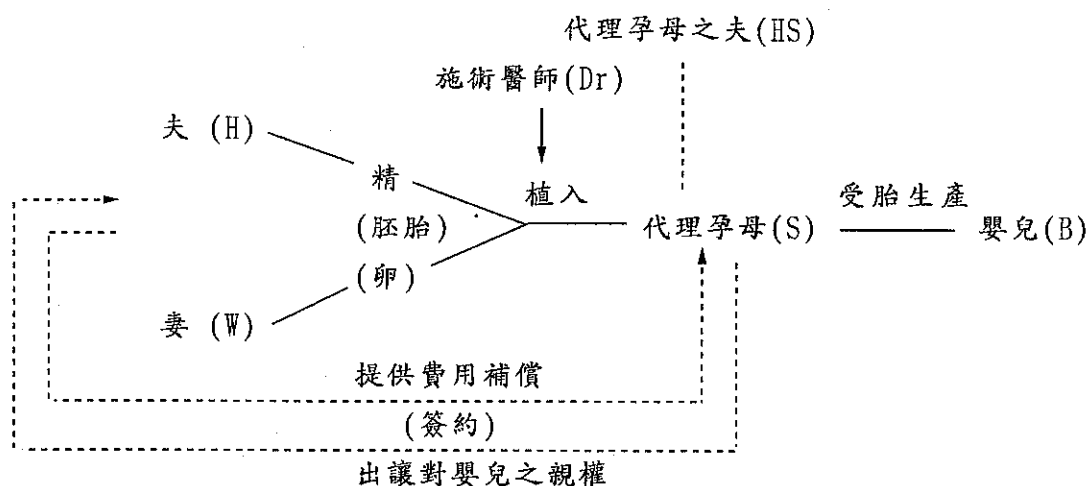 代理孕母之夫(HS)
施術醫師(Dr)
夫 (H)
精
植入
受胎生產
(胚胎)
代理孕母(S)
嬰兒(B)
(卵)
妻 (W)
提供費用補償
(簽約)
出讓對嬰兒之親權